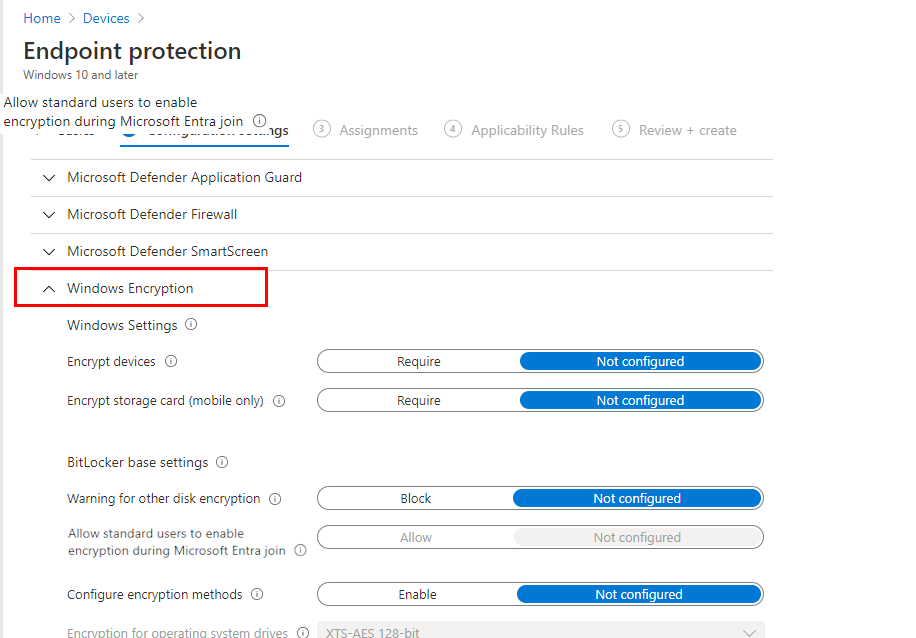 Home > Devices >
Endpoint protection
Windows 10 and later
Allow standard users to enable
encryption during Microsoft Entra join
Basics Configuration settings 3 Assignments 4 Applicability Rules 5 Review + create
Microsoft Defender Application Guard
Microsoft Defender Firewall
Microsoft Defender SmartScreen
Windows Encryption
Windows Settings
Encrypt devices Require Not configured
Encrypt storage card (mobile only) Require Not configured
BitLocker base settings
Warning for other disk encryption Block Not configured
Allow standard users to enable
encryption during Microsoft Entra join Allow Not configured
Configure encryption methods Enable Not configured
Encryption for operating system drives XTS-AES 128-bit